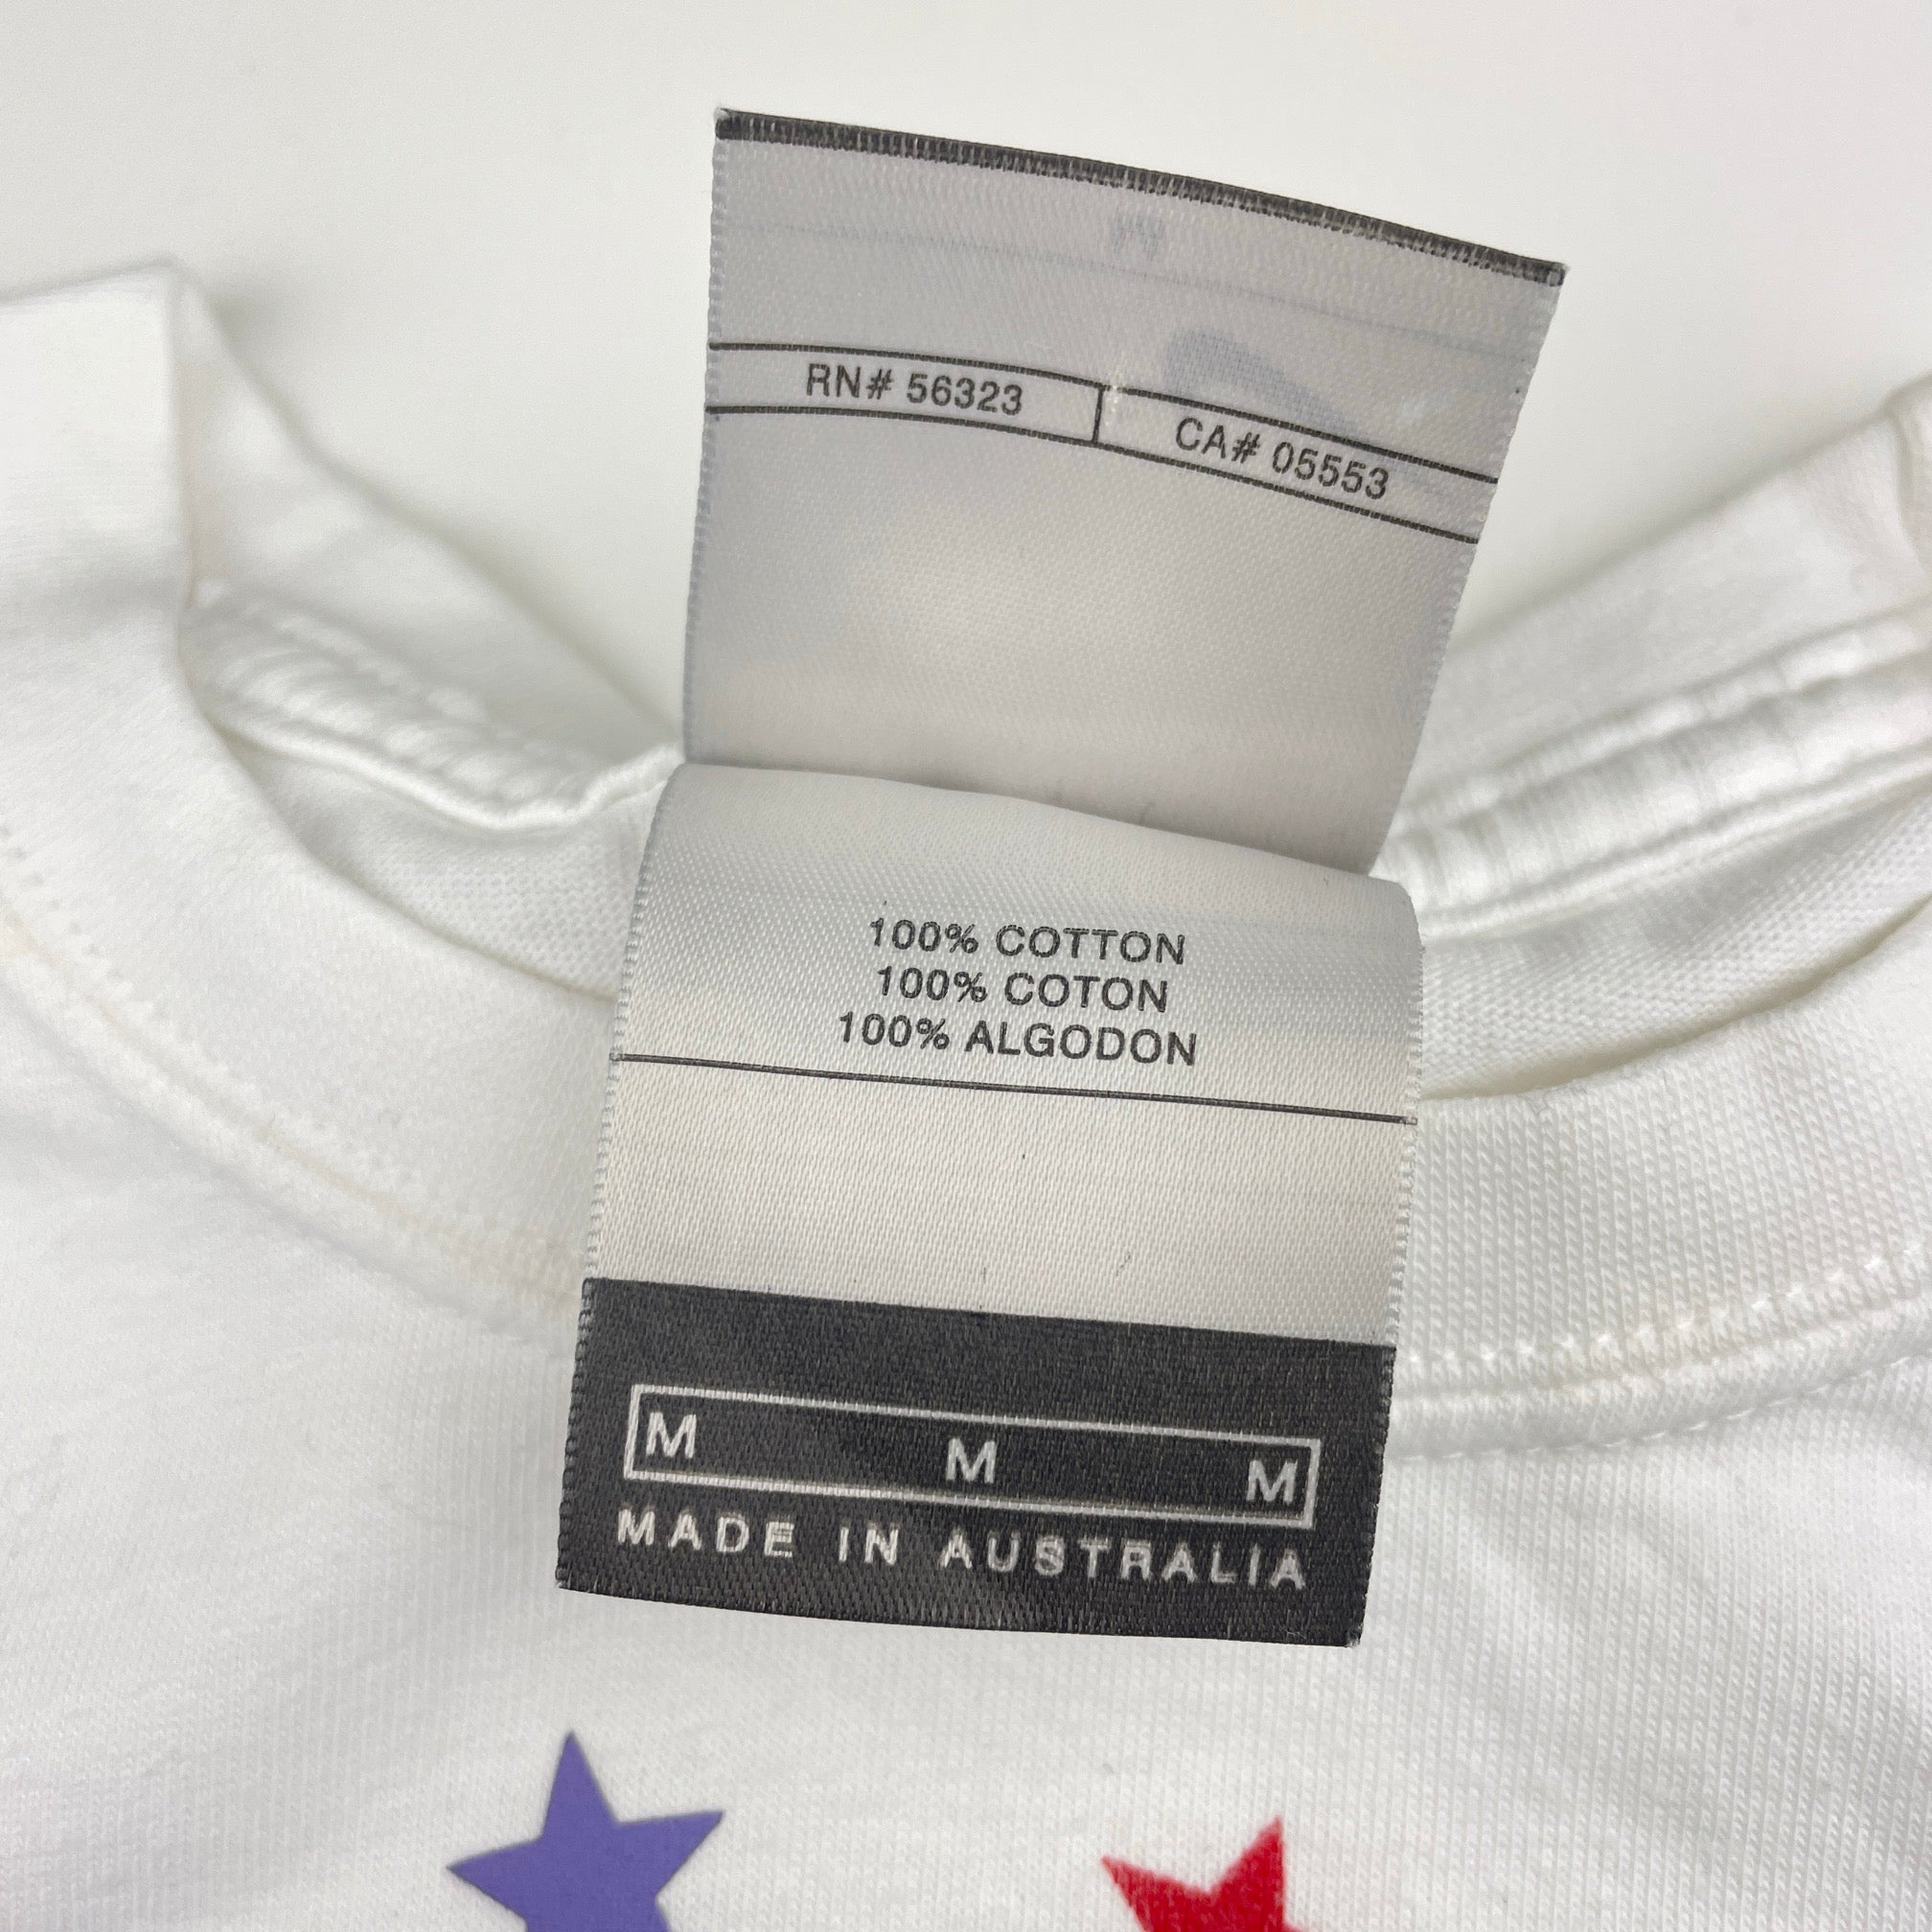 RN# 56323 CA# 05553
100% COTTON
100% COTON
100% ALGODON
M M M
MADE IN AUSTRALIA